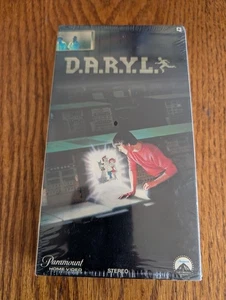 D.A.R.Y.L.
Paramount
HOME VIDEO
STEREO